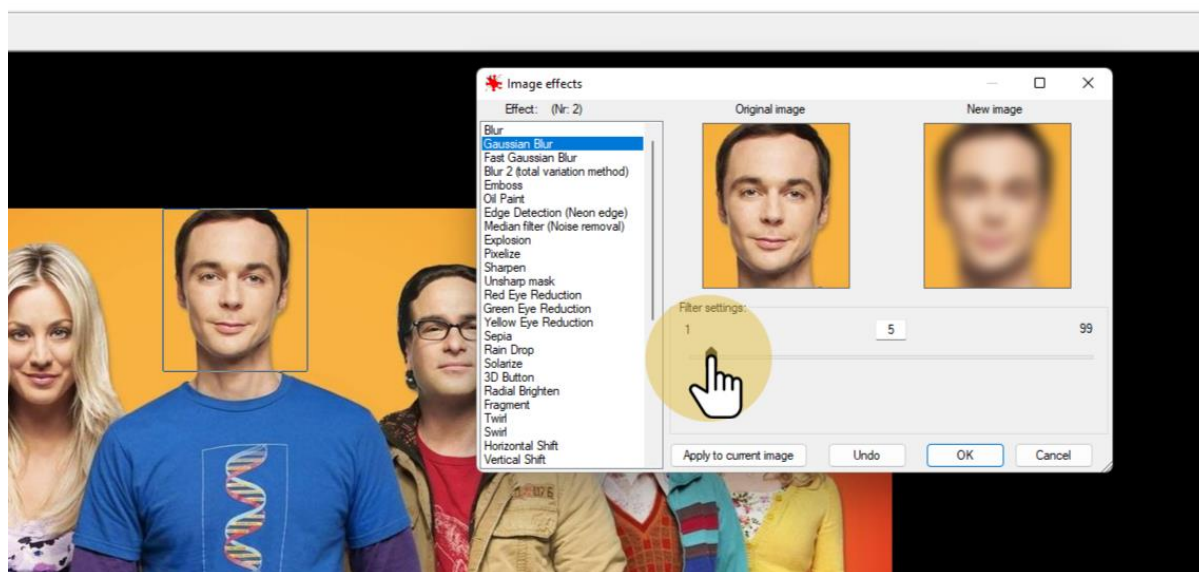 Image effects
Effect: (Nr: 2)
Original image
New image
Blur
Gaussian Blur
Fast Gaussian Blur
Blur 2 (total variation method)
Emboss
Oil Paint
Edge Detection (Neon edge)
Median filter (Noise removal)
Explosion
Pixelize
Sharpen
Unsharp mask
Red Eye Reduction
Green Eye Reduction
Yellow Eye Reduction
Sepia
Rain Drop
Solarize
3D Button
Radial Brighten
Fragment
Twirl
Swirl
Horizontal Shift
Vertical Shift
Filter settings:
1
5
99
Apply to current image
Undo
OK
Cancel